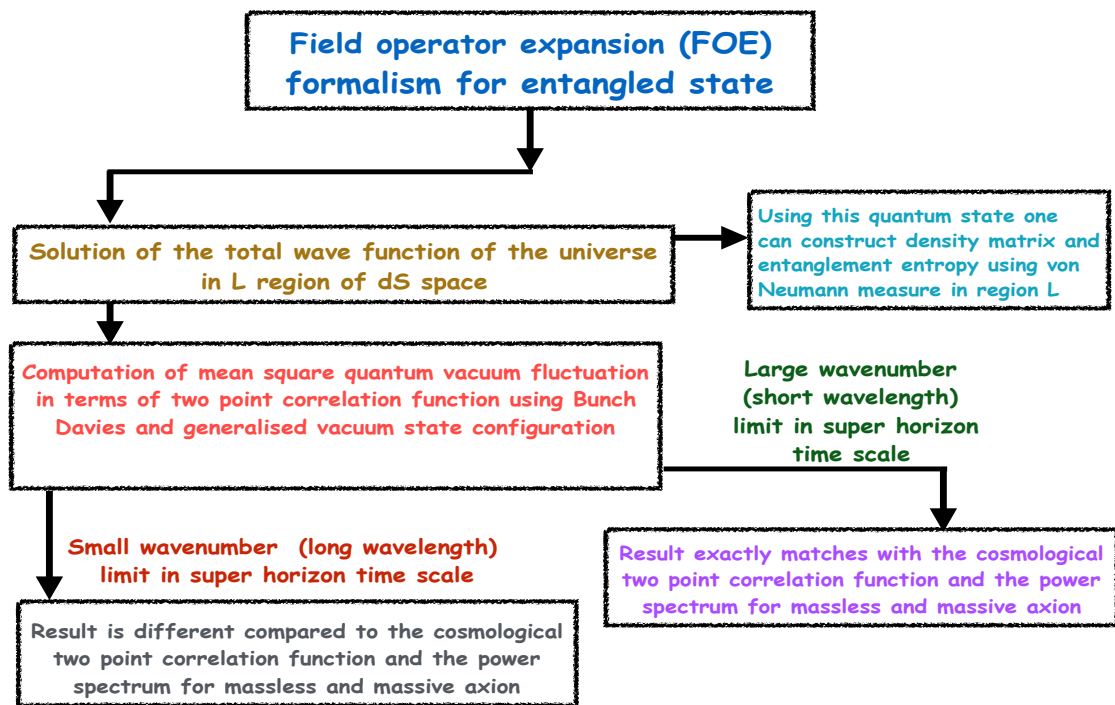 Field operator expansion (FOE)
formalism for entangled state
Solution of the total wave function of the universe
in L region of dS space
Using this quantum state one
can construct density matrix and
entanglement entropy using von
Neumann measure in region L
Computation of mean square quantum vacuum fluctuation
in terms of two point correlation function using Bunch
Davies and generalised vacuum state configuration
Large wavenumber
(short wavelength)
limit in super horizon
time scale
Small wavenumber (long wavelength)
limit in super horizon time scale
Result exactly matches with the cosmological
two point correlation function and the power
spectrum for massless and massive axion
Result is different compared to the cosmological
two point correlation function and the power
spectrum for massless and massive axion